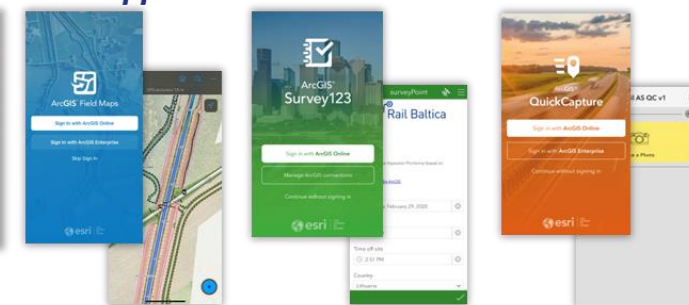 ArcGIS Field Maps
Sign in with ArcGIS Online
Sign in with ArcGIS Enterprise
Skip Sign In
esri
ArcGIS
Survey123
Sign in with ArcGIS Online
Manage ArcGIS connections
Continue without signing in
esri
surveyPoint
Rail Baltica
February 29, 2020
Time off site
2:51 PM
Country
Lithuania
ArcGIS
QuickCapture
Sign in with ArcGIS Online
Sign in with ArcGIS Enterprise
Continue without signing in
esri
AS QC v1
a Photo